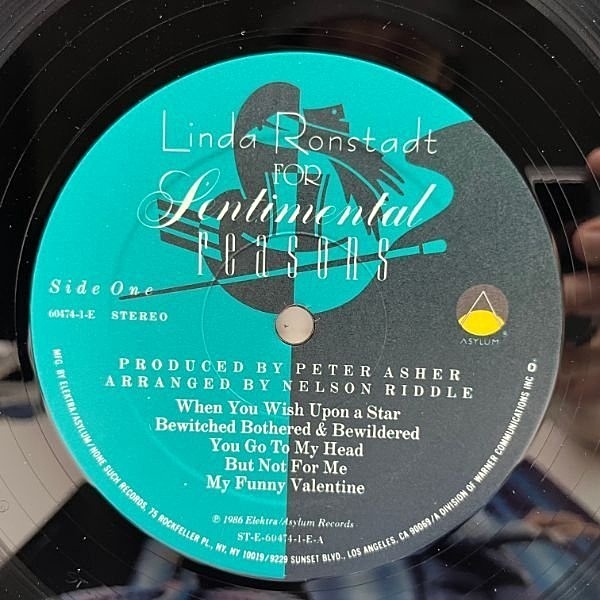 Linda Ronstadt
FOR
Sentimental
reasons
Side One
60474-1-E STEREO
ASYLUM ®
PRODUCED BY PETER ASHER
ARRANGED BY NELSON RIDDLE
When You Wish Upon a Star
Bewitched Bothered & Bewildered
You Go To My Head
But Not For Me
My Funny Valentine
℗ 1986 Elektra/Asylum Records
ST-E-60474-1-E-A
MFG. BY ELEKTRA/ASYLUM/NONE SUCH RECORDS, 75 ROCKFELLER PL., NY, NY 10019/9229 SUNSET BLVD., LOS ANGELES, CA 90069/A DIVISION OF WARNER COMMUNICATIONS INC